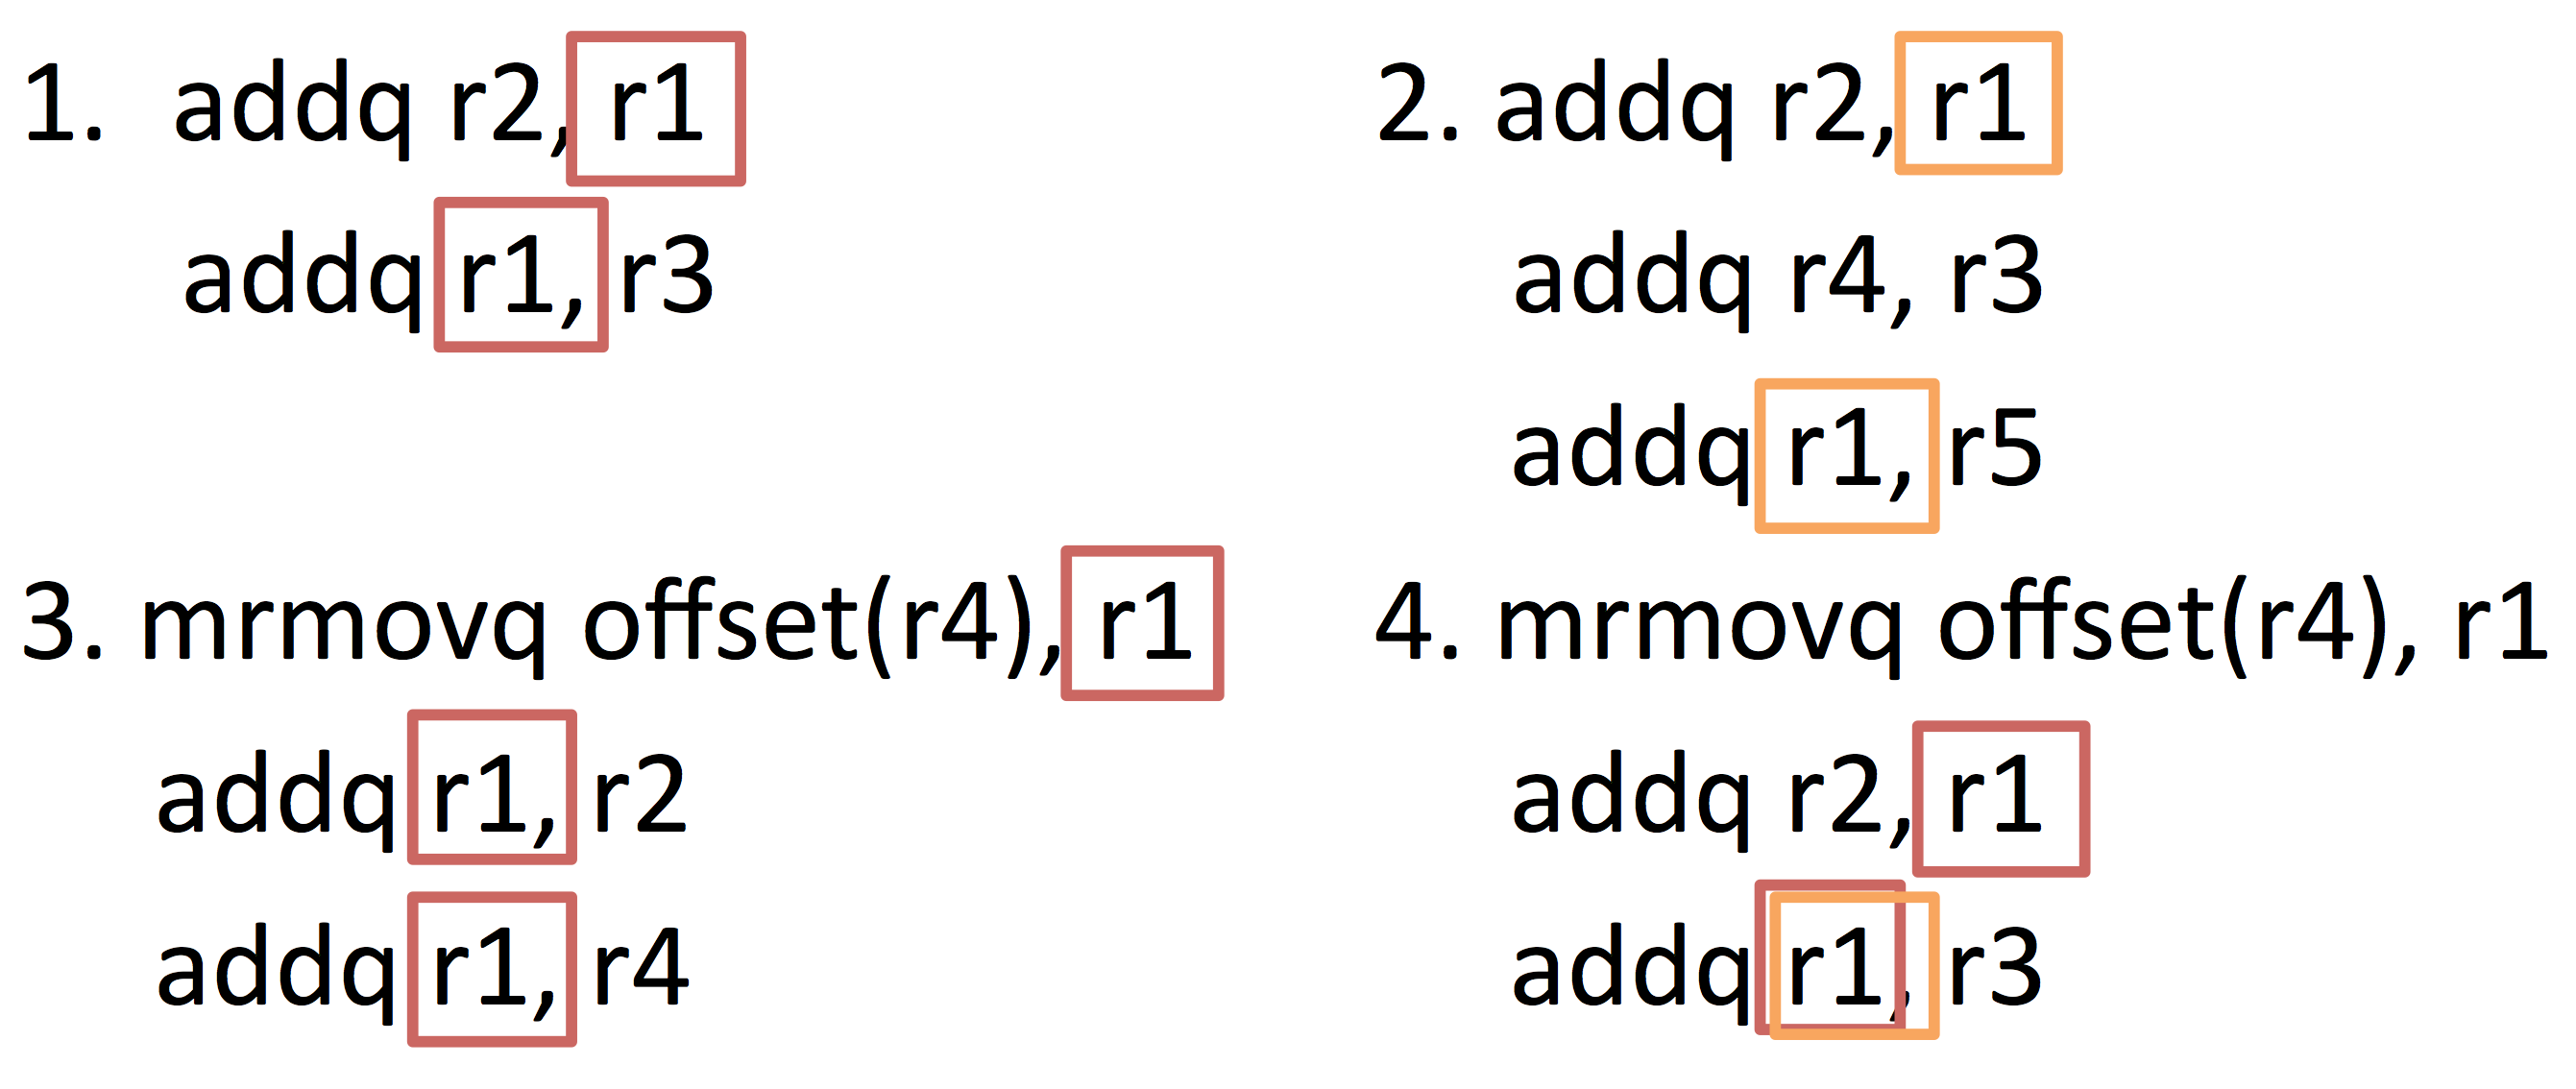 1. addq r2, r1
addq r1, r3
2. addq r2, r1
addq r4, r3
addq r1, r5
3. mrmovq offset(r4), r1
addq r1, r2
addq r1, r4
4. mrmovq offset(r4), r1
addq r2, r1
addq r1, r3